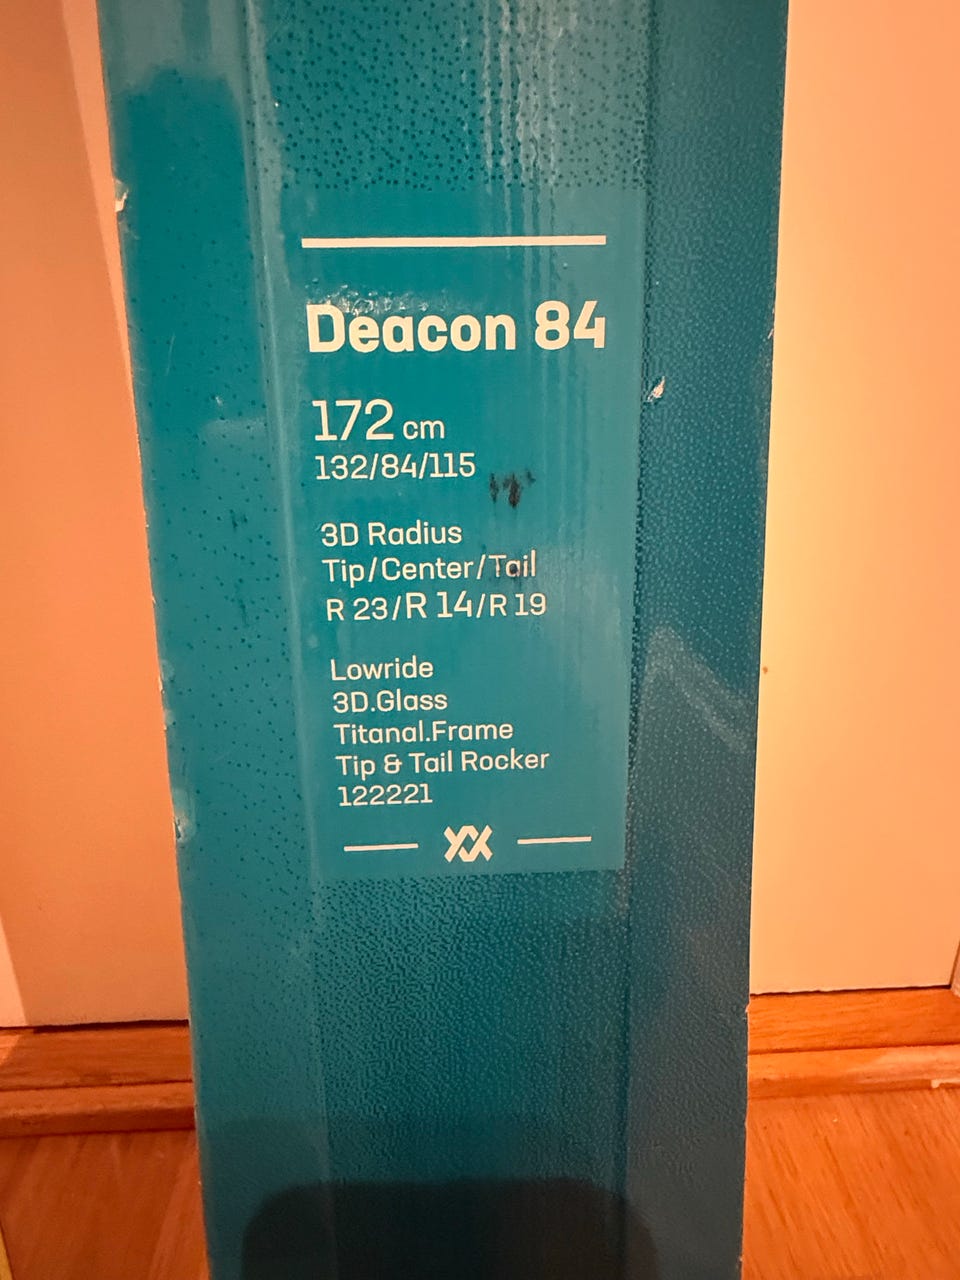 Deacon 84
172 cm
132/84/115
3D Radius
Tip/Center/Tail
R 23/R 14/R 19
Lowride
3D.Glass
Titanal.Frame
Tip & Tail Rocker
122221